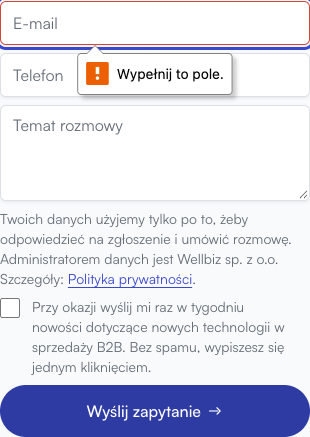 E-mail
Wypełnij to pole.
Telefon
Temat rozmowy
Twoich danych użyjemy tylko po to, żeby
odpowiedzieć na zgłoszenie i umówić rozmowę.
Administratorem danych jest Wellbiz sp. z o.o.
Szczegóły: Polityka prywatności.
Przy okazji wyślij mi raz w tygodniu
nowości dotyczące nowych technologii w
sprzedaży B2B. Bez spamu, wypiszesz się
jednym kliknięciem.
Wyślij zapytanie →